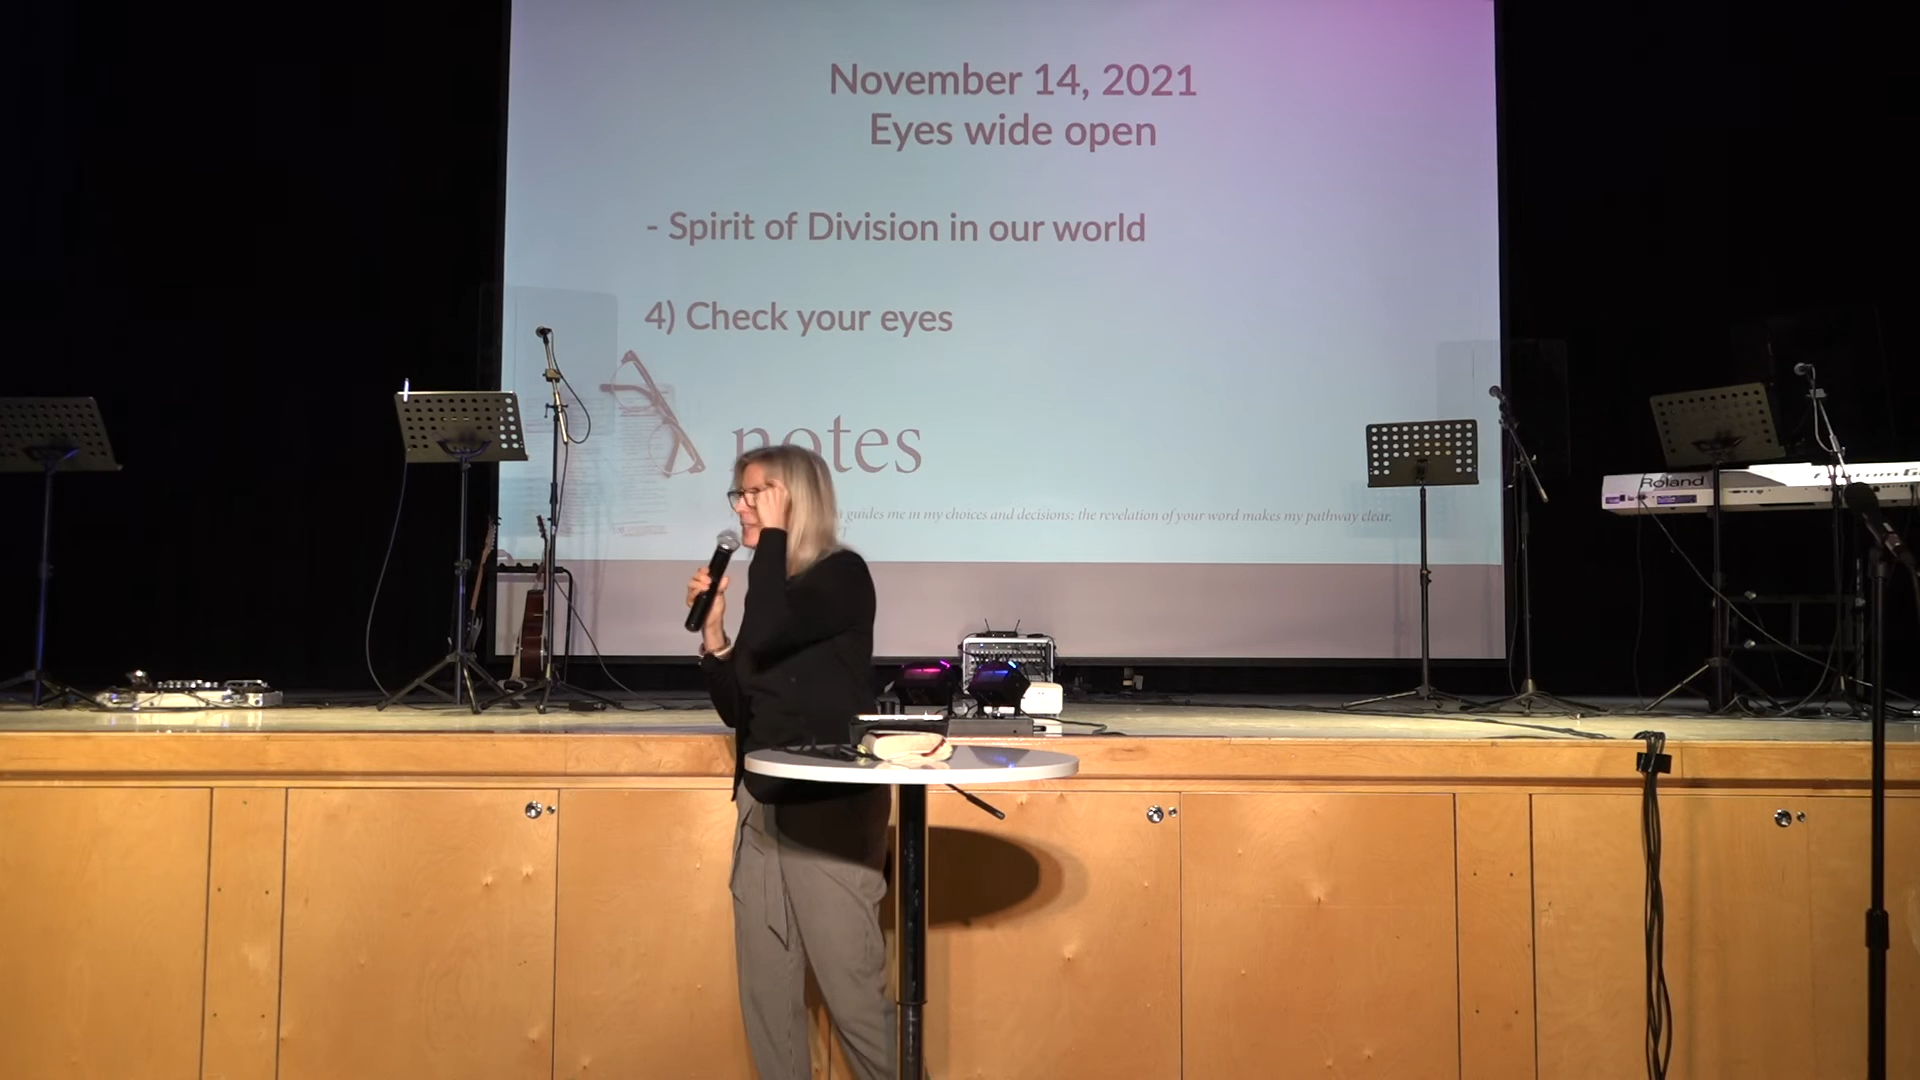 November 14, 2021
Eyes wide open
- Spirit of Division in our world
4) Check your eyes
notes
guides me in my choices and decisions; the revelation of your word makes my pathway clear.
Roland